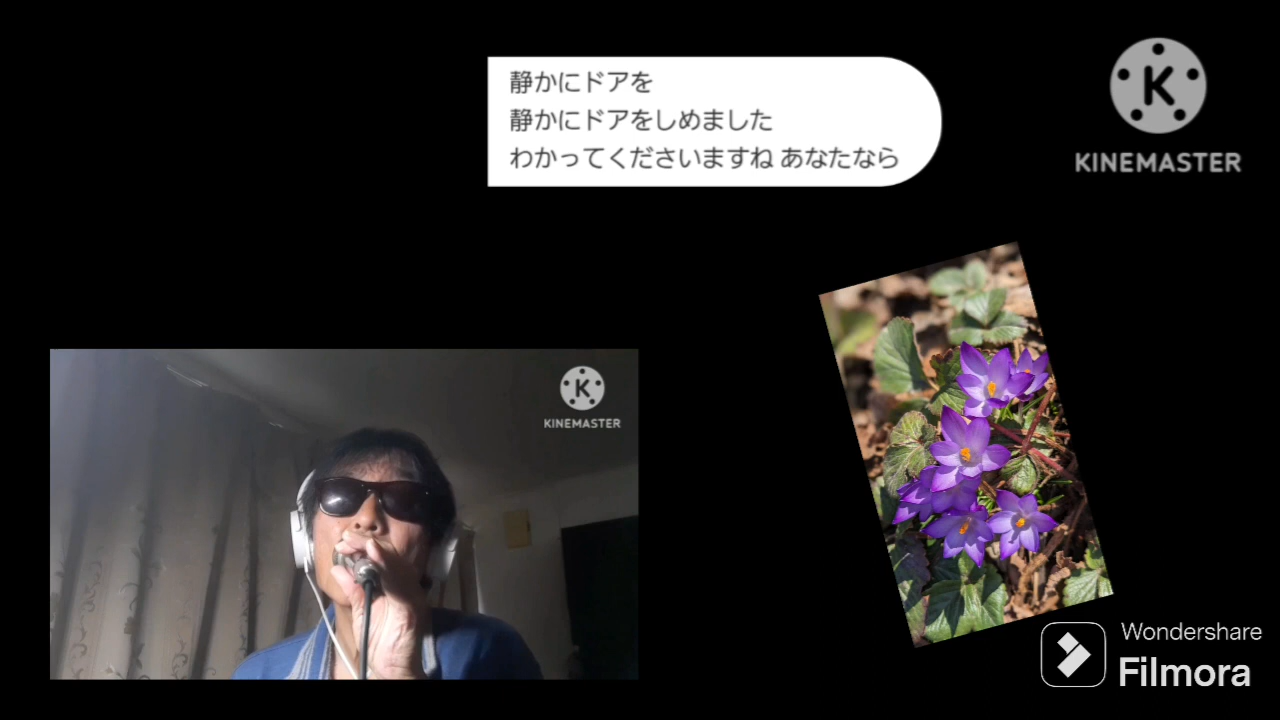 静かにドアを
静かにドアをしめました
わかってくださいますね あなたなら
K
KINEMASTER
K
KINEMASTER
Wondershare
Filmora